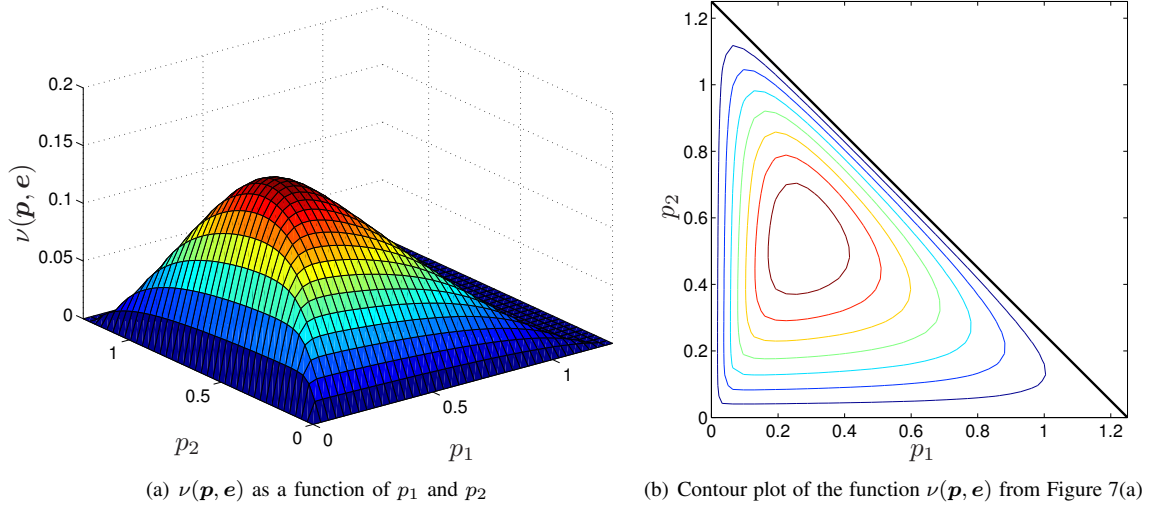 0.2
0.15
0.1
0.05
0
ν(p, e)
1
0.5
0
p₂
0
0.5
1
p₁
(a) ν(p, e) as a function of p₁ and p₂
1.2
1
0.8
0.6
0.4
0.2
0
p₂
0 0.2 0.4 0.6 0.8 1 1.2
p₁
(b) Contour plot of the function ν(p, e) from Figure 7(a)